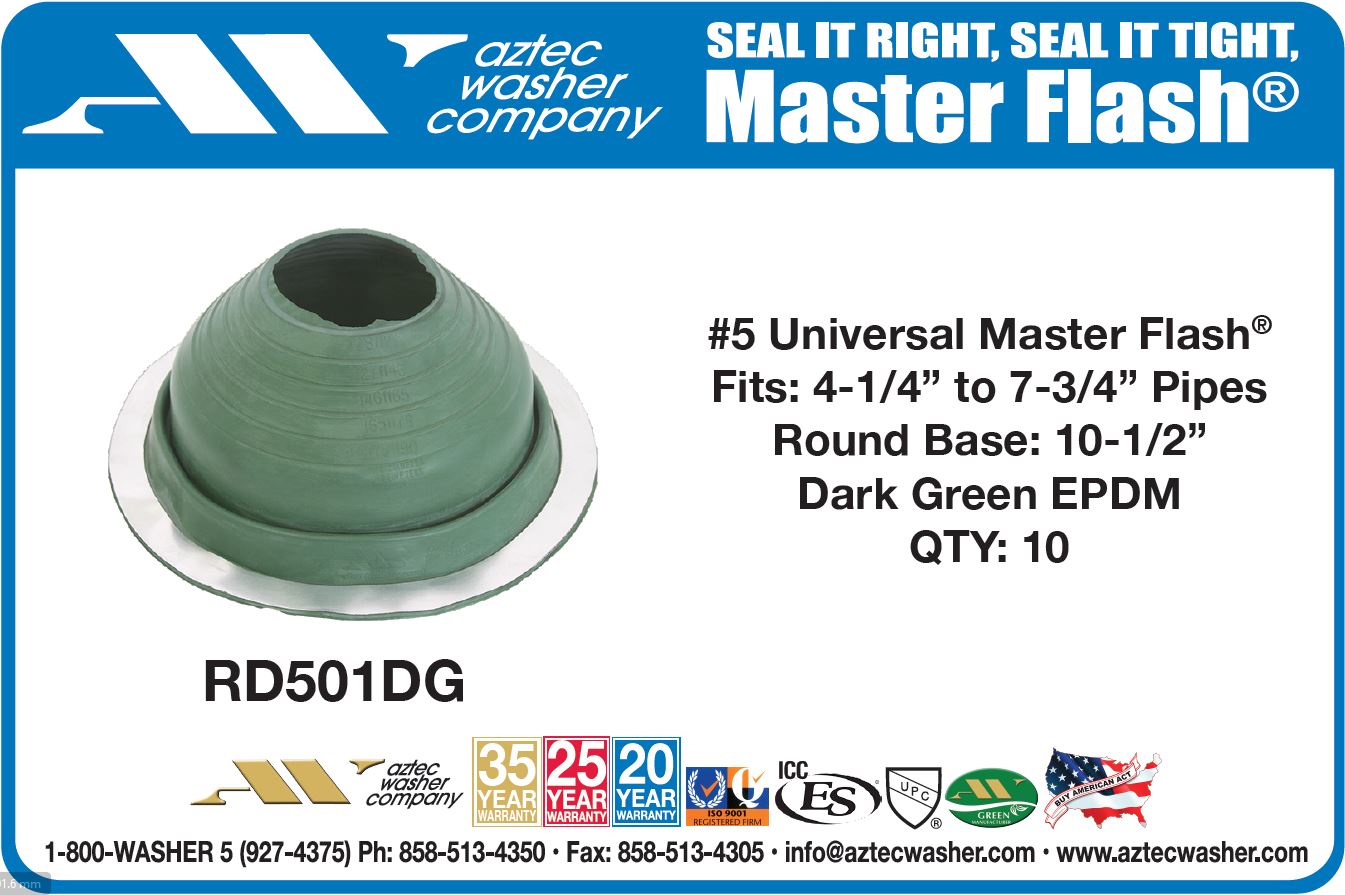 aztec
washer
company
SEAL IT RIGHT, SEAL IT TIGHT,
Master Flash®
#5 Universal Master Flash®
Fits: 4-1/4” to 7-3/4” Pipes
Round Base: 10-1/2”
Dark Green EPDM
QTY: 10
RD501DG
aztec
washer
company
35
YEAR
WARRANTY
25
YEAR
WARRANTY
20
YEAR
WARRANTY
Q
ISO 9001
REGISTERED FIRM
ICC
ES
®
UPC
®
GREEN
MANUFACTURER
BUY AMERICAN ACT
1-800-WASHER 5 (927-4375) Ph: 858-513-4350 • Fax: 858-513-4305 • info@aztecwasher.com • www.aztecwasher.com